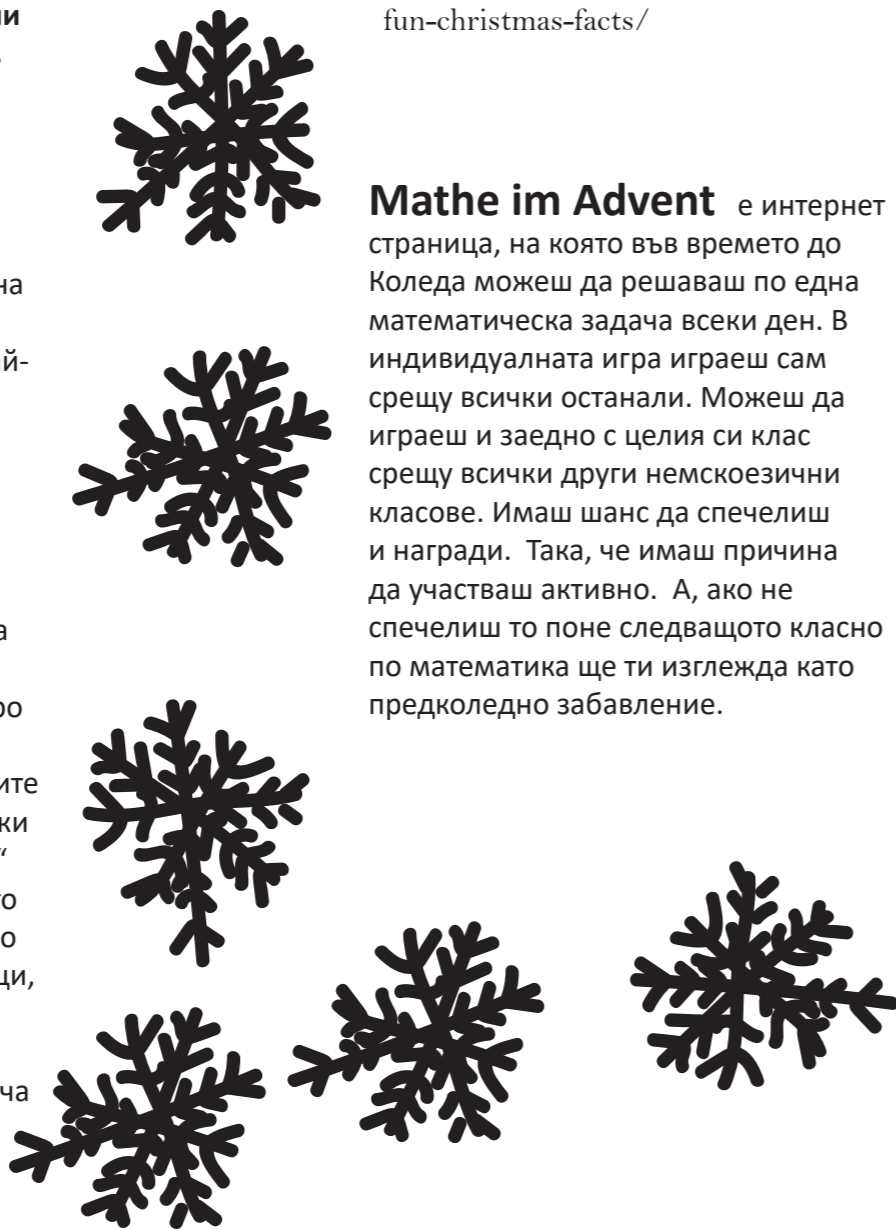 fun-christmas-facts/
Mathe im Advent е интернет
страница, на която във времето до
Коледа можеш да решаваш по една
математическа задача всеки ден. В
индивидуалната игра играеш сам
срещу всички останали. Можеш да
играеш и заедно с целия си клас
срещу всички други немскоезични
класове. Имаш шанс да спечелиш
и награди.  Така, че имаш причина
да участваш активно.  А, ако не
спечелиш то поне следващото класно
по математика ще ти изглежда като
предколедно забавление.